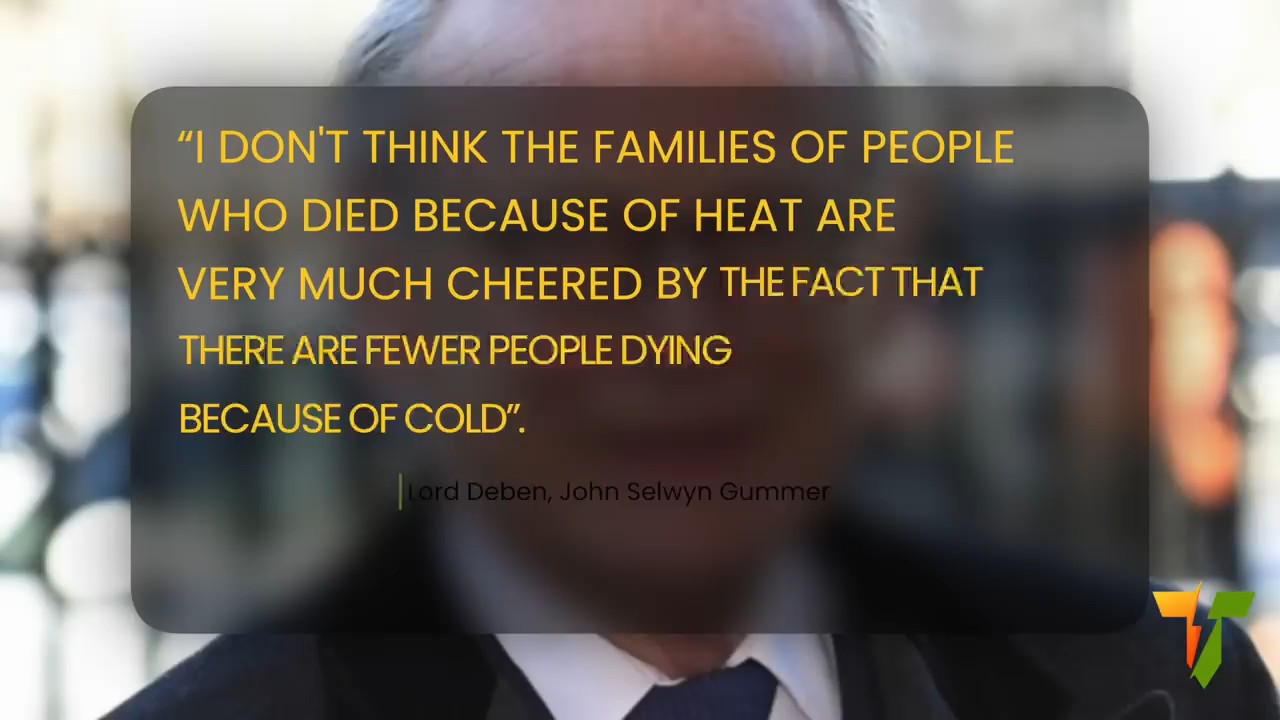 “I DON'T THINK THE FAMILIES OF PEOPLE
WHO DIED BECAUSE OF HEAT ARE
VERY MUCH CHEERED BY THE FACT THAT
THERE ARE FEWER PEOPLE DYING
BECAUSE OF COLD”.
Lord Deben, John Selwyn Gummer